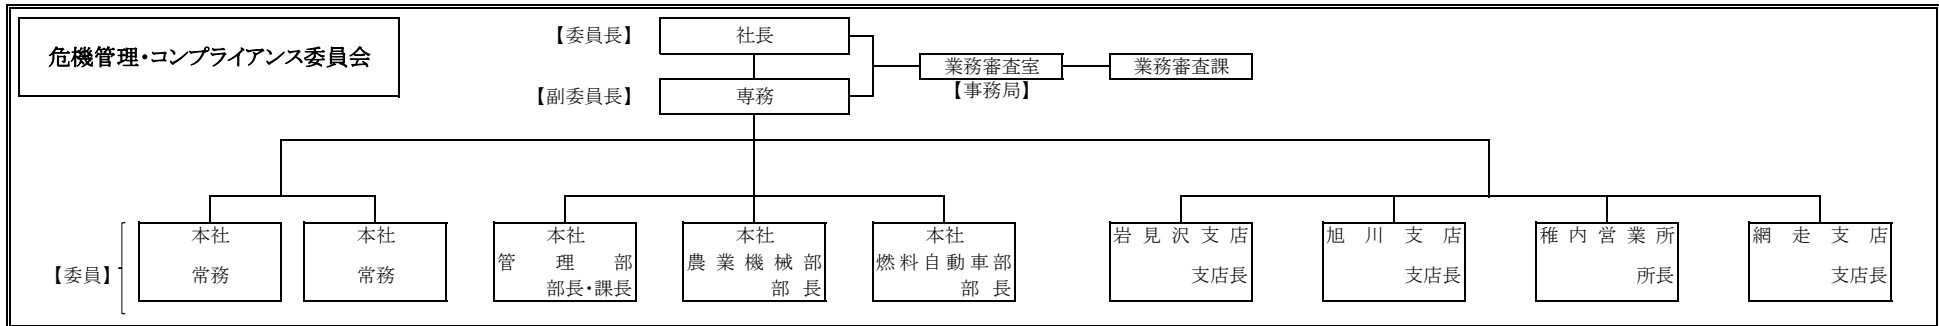 危機管理・コンプライアンス委員会
【委員長】
社長
【副委員長】
専務
業務審査室
【事務局】
業務審査課
【委員】
本社
常務
本社
常務
本社
管理部
部長・課長
本社
農業機械部
部長
本社
燃料自動車部
部長
岩見沢支店
支店長
旭川支店
支店長
稚内営業所
所長
網走支店
支店長